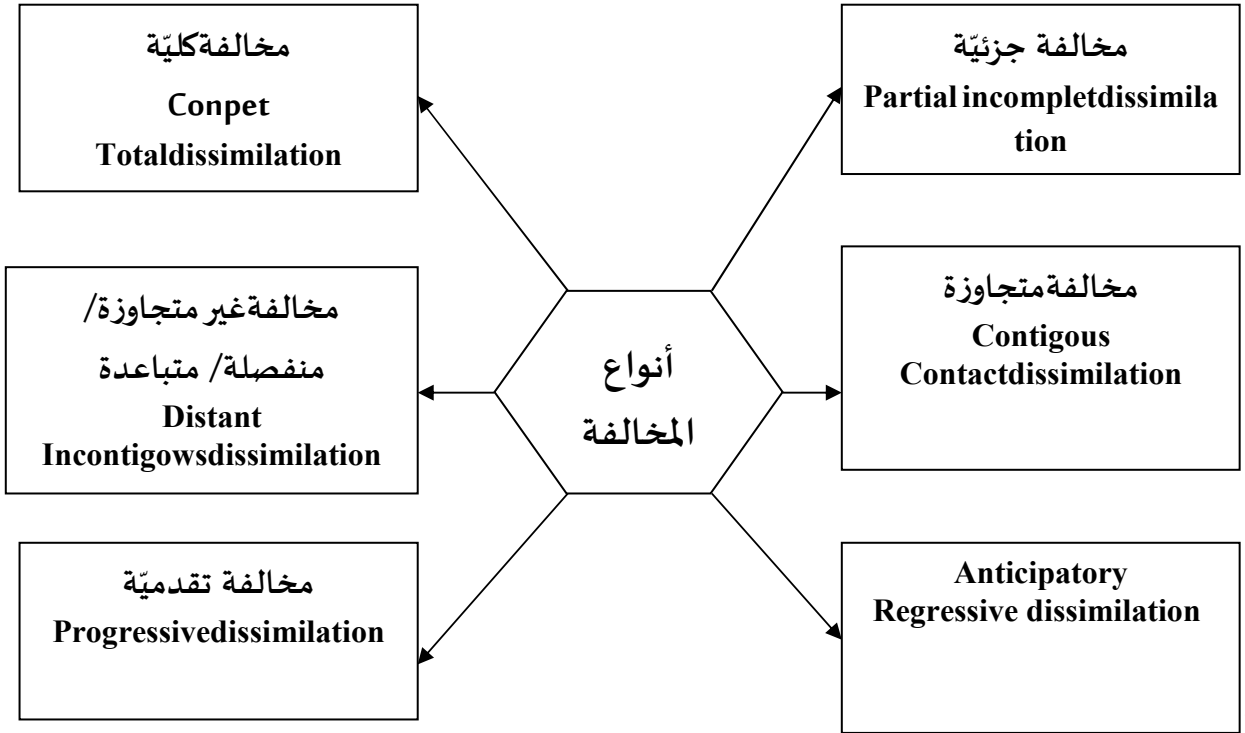 مخالفة جزئيّة
Partial incompletdissimila
tion
مخالفةكليّة
Conpet
Totaldissimilation
مخالفةمتجاوزة
Contigous
Contactdissimilation
أنواع
المخالفة
مخالفةغير متجاوزة/
منفصلة/ متباعدة
Distant
Incontigowsdissimilation
Anticipatory
Regressive dissimilation
مخالفة تقدميّة
Progressivedissimilation